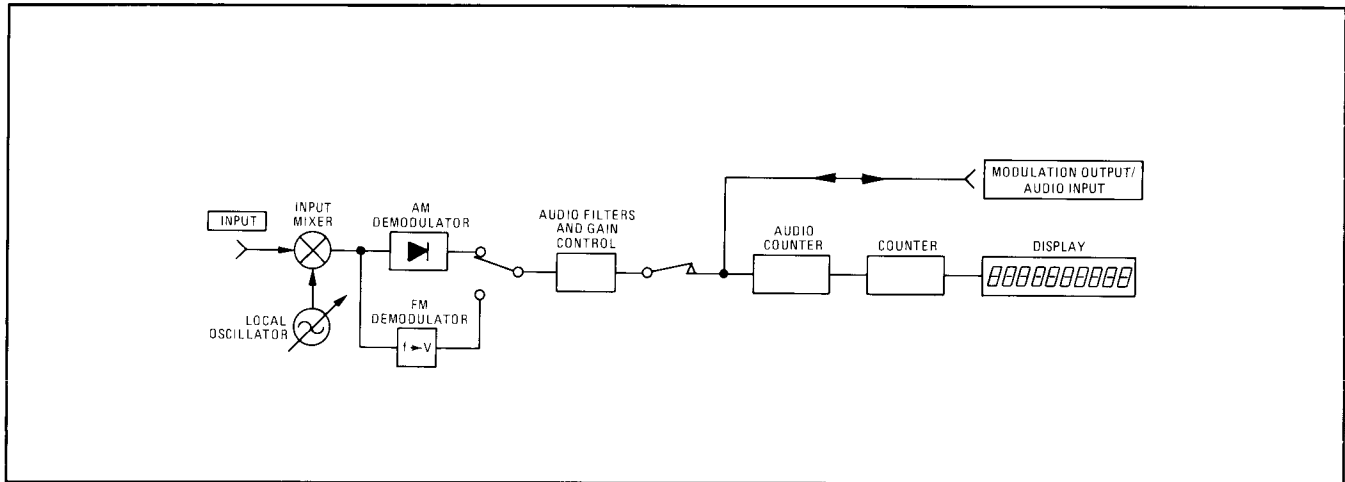 INPUT
INPUT
MIXER
LOCAL
OSCILLATOR
AM
DEMODULATOR
FM
DEMODULATOR
f→V
AUDIO FILTERS
AND GAIN
CONTROL
MODULATION OUTPUT/
AUDIO INPUT
AUDIO
COUNTER
COUNTER
DISPLAY
8888888888